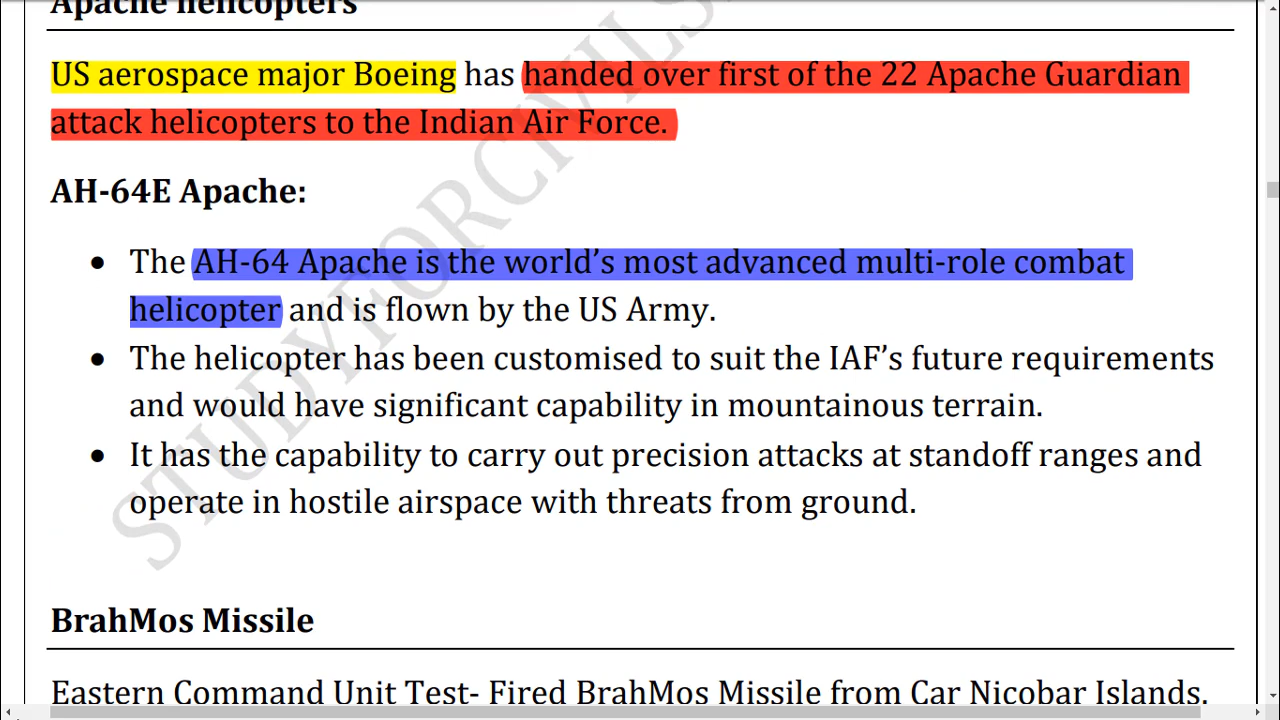 Apache helicopters
US aerospace major Boeing has handed over first of the 22 Apache Guardian
attack helicopters to the Indian Air Force.
AH-64E Apache:
• The AH-64 Apache is the world’s most advanced multi-role combat
helicopter and is flown by the US Army.
• The helicopter has been customised to suit the IAF’s future requirements
and would have significant capability in mountainous terrain.
• It has the capability to carry out precision attacks at standoff ranges and
operate in hostile airspace with threats from ground.
STUDYFORCIVILS
BrahMos Missile
Eastern Command Unit Test- Fired BrahMos Missile from Car Nicobar Islands.